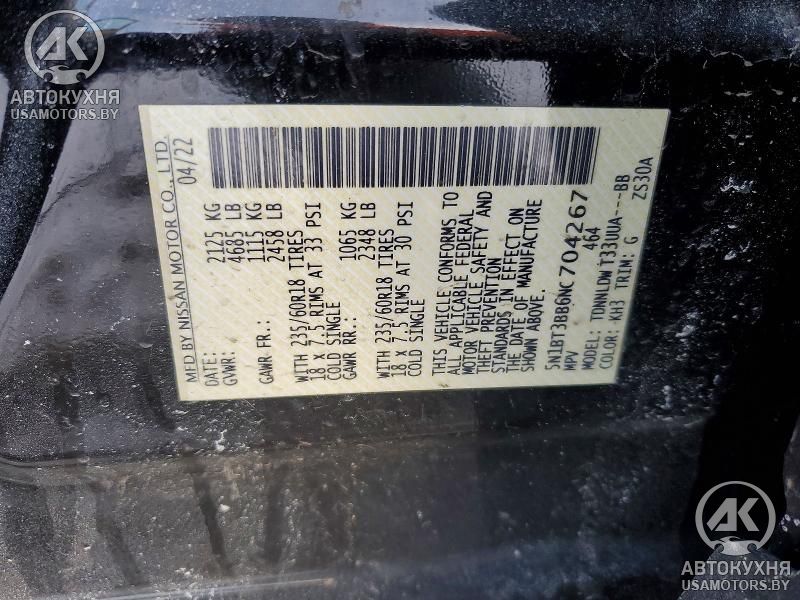 AK
АВТОКУХНЯ
USAMOTORS.BY
MFD BY NISSAN MOTOR CO., LTD.
DATE: 04/22
GVWR: 2125 KG
4685 LB
GAWR FR.: 1115 KG
2458 LB
WITH 235/60R18 TIRES
18 x 7.5 RIMS AT 33 PSI
COLD SINGLE
GAWR RR.: 1065 KG
2348 LB
WITH 235/60R18 TIRES
18 x 7.5 RIMS AT 30 PSI
COLD SINGLE
THIS VEHICLE CONFORMS TO
ALL APPLICABLE FEDERAL
MOTOR VEHICLE SAFETY AND
THEFT PREVENTION
STANDARDS IN EFFECT ON
THE DATE OF MANUFACTURE
SHOWN ABOVE.
5N1BT3BB6NC704267
MPV 464
MODEL: TDNNLDW T33UUA---BB
COLOR: KH3 TRIM: G ZS30A
AK
АВТОКУХНЯ
USAMOTORS.BY